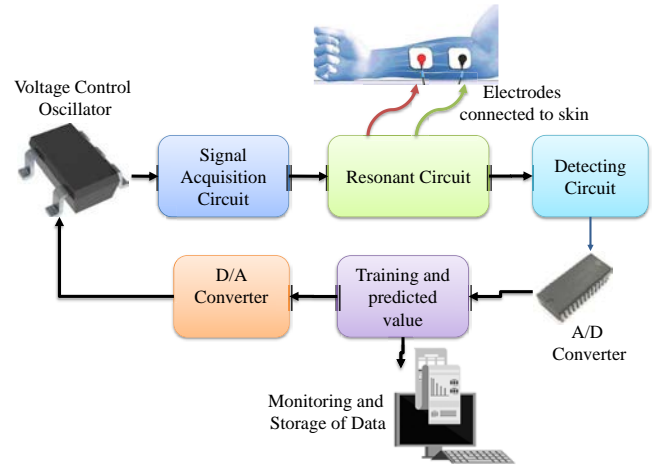 Voltage Control
Oscillator
Electrodes
connected to skin
Signal
Acquisition
Circuit
Resonant Circuit
Detecting
Circuit
D/A
Converter
Training and
predicted
value
A/D
Converter
Monitoring and
Storage of Data